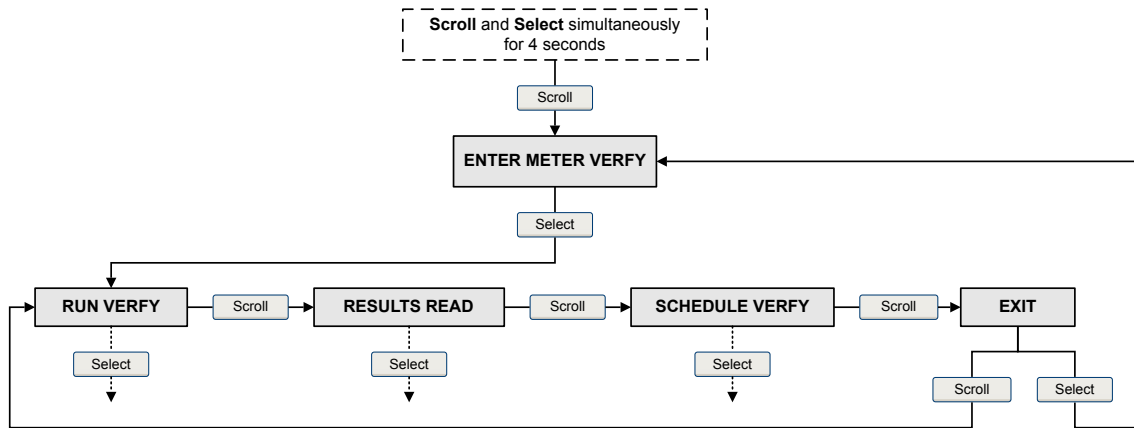 Scroll and Select simultaneously
for 4 seconds
Scroll
ENTER METER VERFY
Select
RUN VERFY
Scroll
RESULTS READ
Scroll
SCHEDULE VERFY
Scroll
EXIT
Select
Select
Select
Scroll
Select